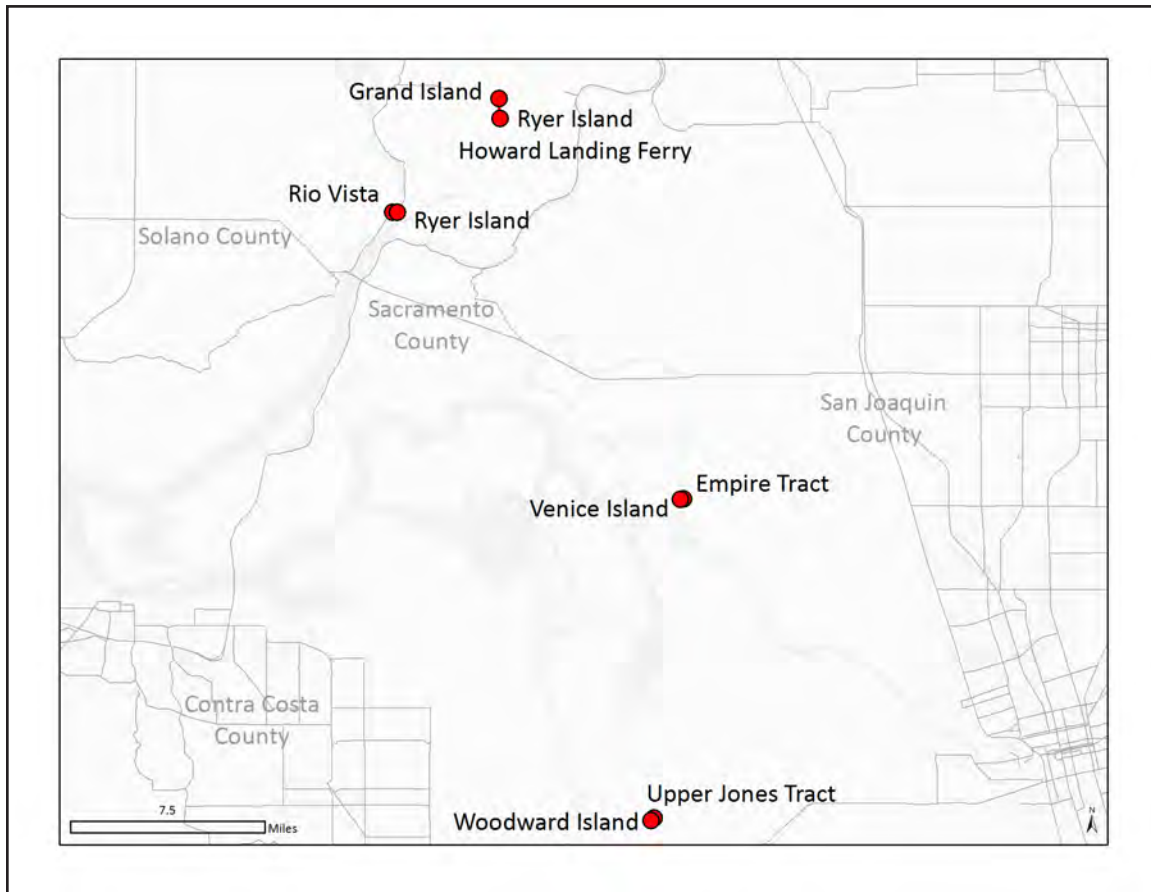 Grand Island
Ryer Island
Howard Landing Ferry
Rio Vista
Ryer Island
Solano County
Sacramento
County
San Joaquin
County
Empire Tract
Venice Island
Contra Costa
County
Upper Jones Tract
Woodward Island
7.5
Miles
N